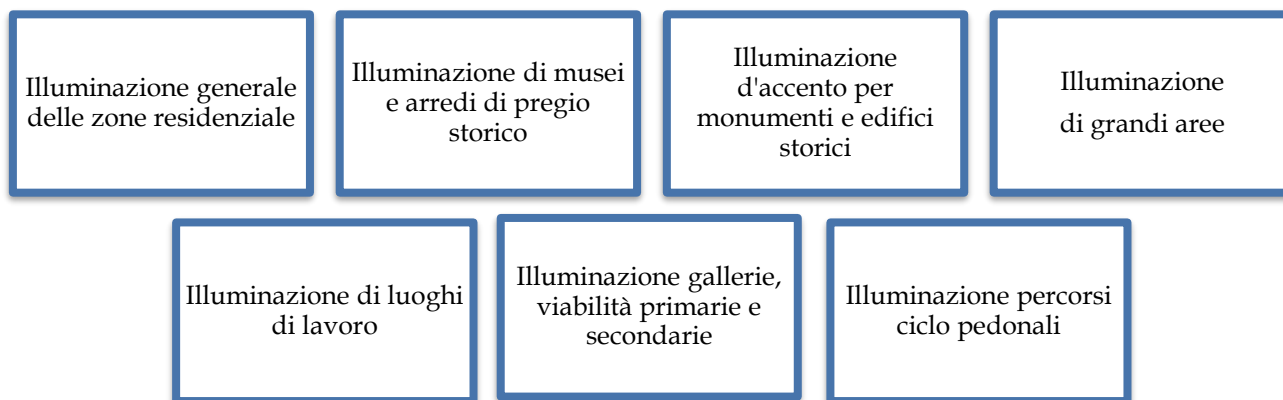 Illuminazione generale
delle zone residenziale
Illuminazione di musei
e arredi di pregio
storico
Illuminazione
d'accento per
monumenti e edifici
storici
Illuminazione
di grandi aree
Illuminazione di luoghi
di lavoro
Illuminazione gallerie,
viabilità primarie e
secondarie
Illuminazione percorsi
ciclo pedonali